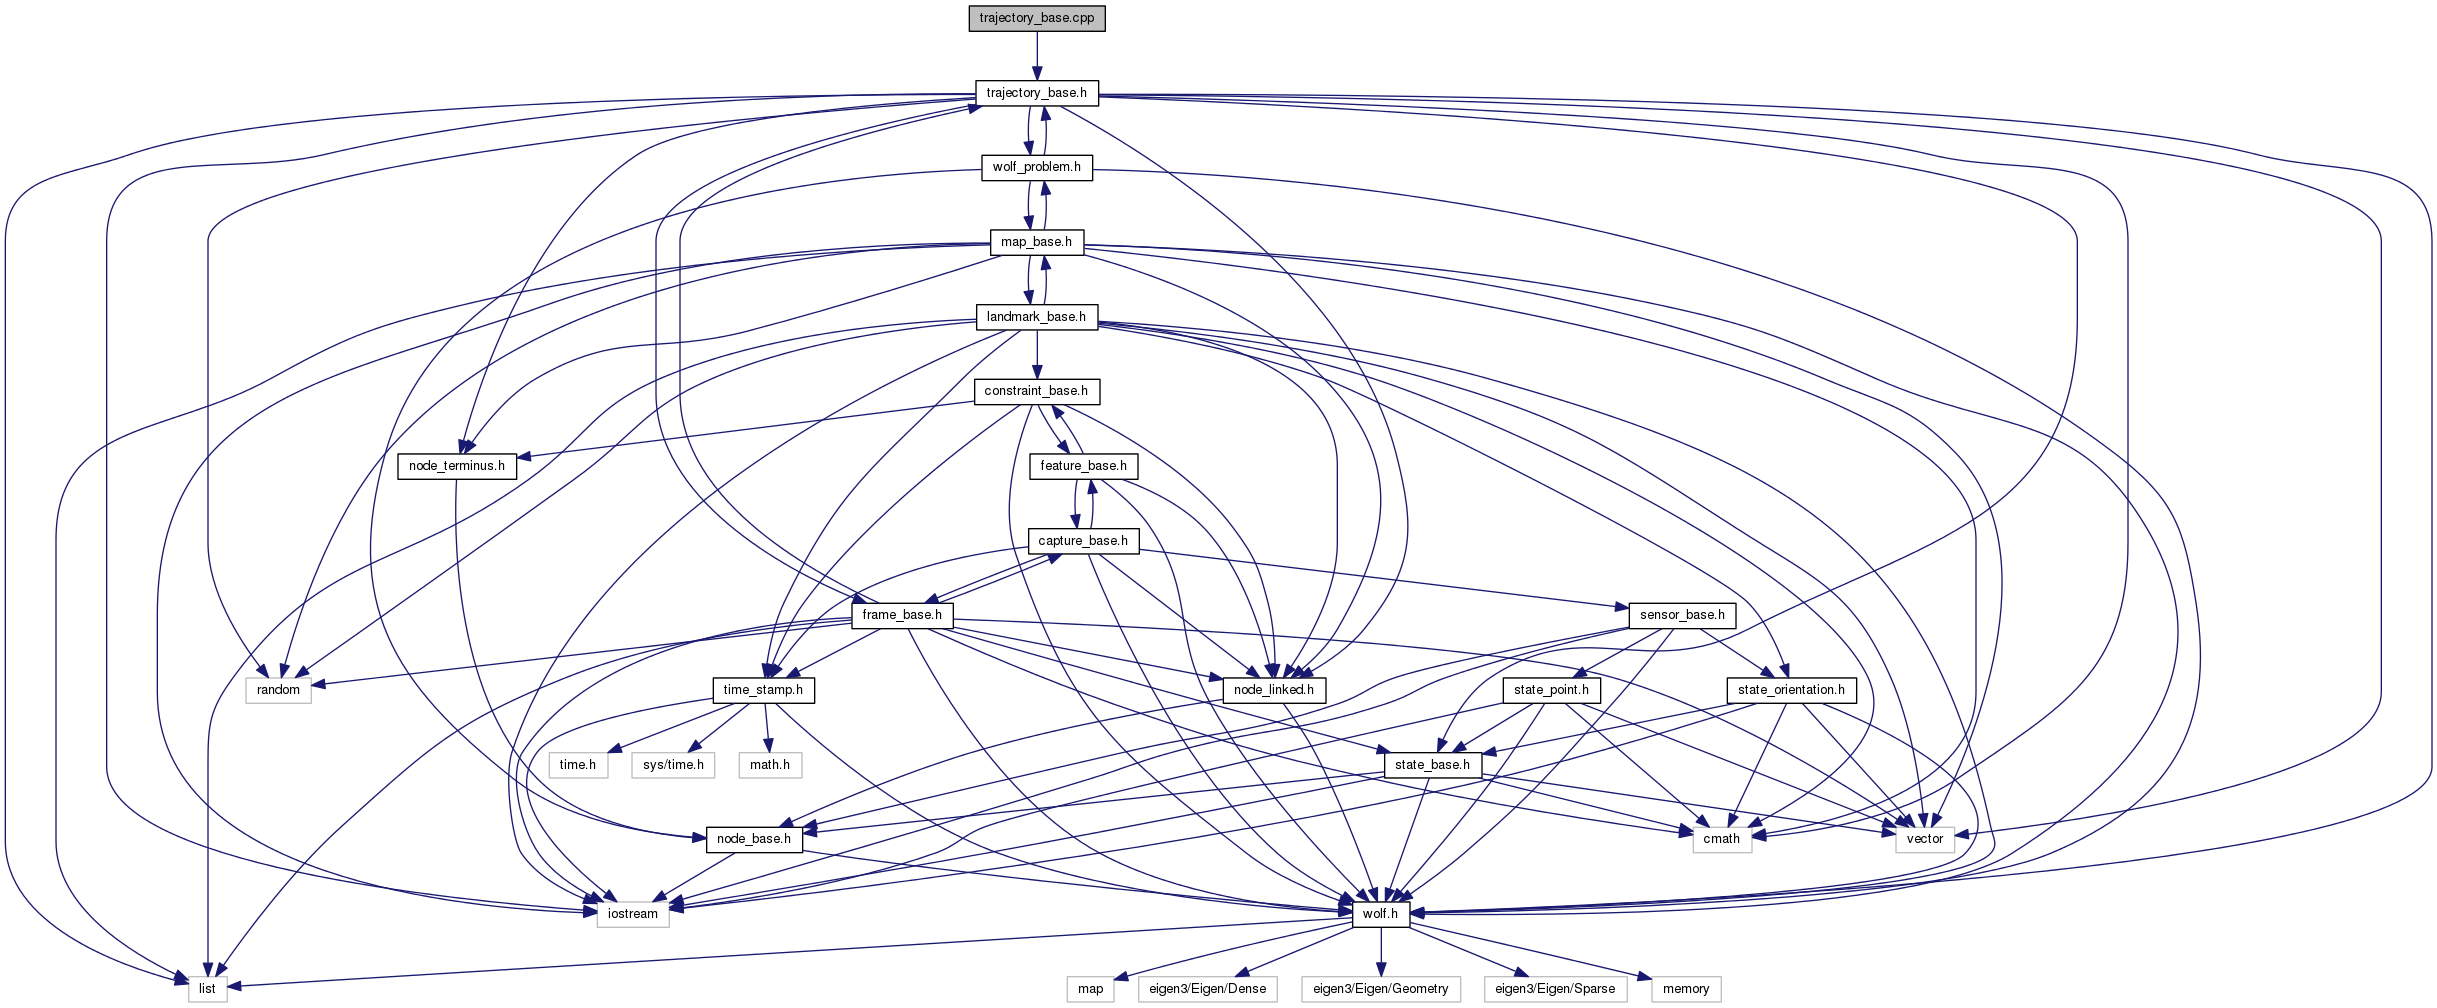 trajectory_base.cpp
trajectory_base.h
wolf_problem.h
map_base.h
landmark_base.h
constraint_base.h
node_terminus.h
feature_base.h
capture_base.h
frame_base.h
sensor_base.h
random
time_stamp.h
node_linked.h
state_point.h
state_orientation.h
time.h
sys/time.h
math.h
state_base.h
node_base.h
cmath
vector
iostream
wolf.h
list
map
eigen3/Eigen/Dense
eigen3/Eigen/Geometry
eigen3/Eigen/Sparse
memory